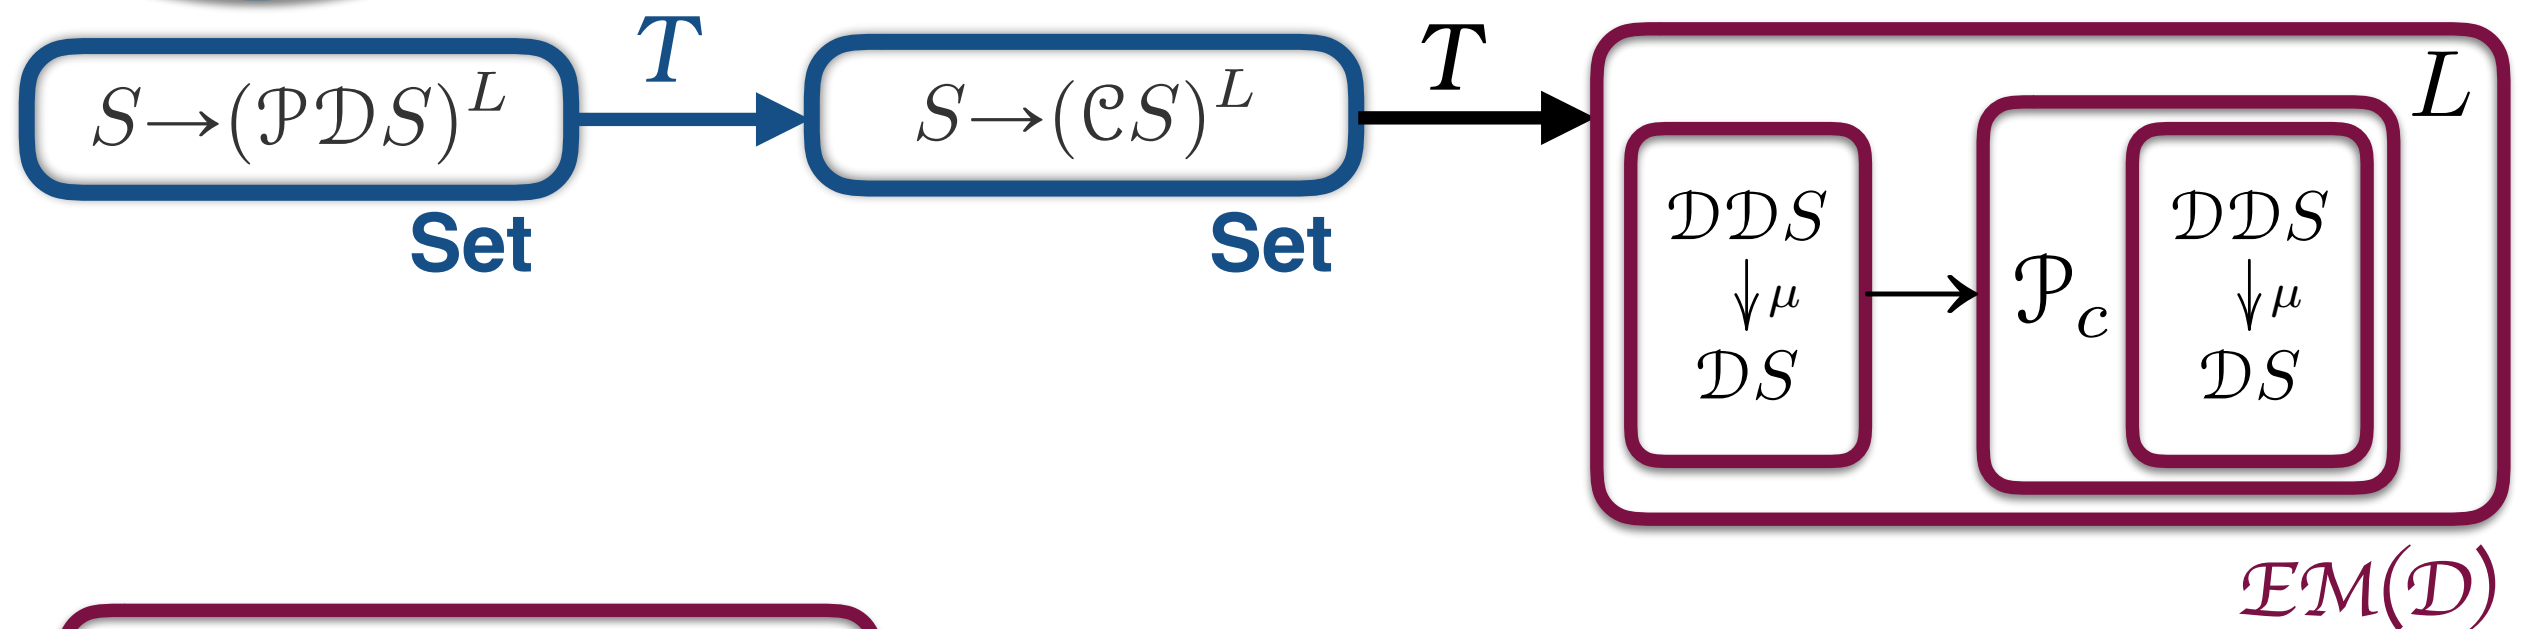 T T
S→(𝒫𝒟S)^L S→(𝒞S)^L L
Set Set
𝒟𝒟S 𝒟𝒟S
↓μ → 𝒫_c ↓μ
𝒟S 𝒟S
ℰℳ(𝒟)